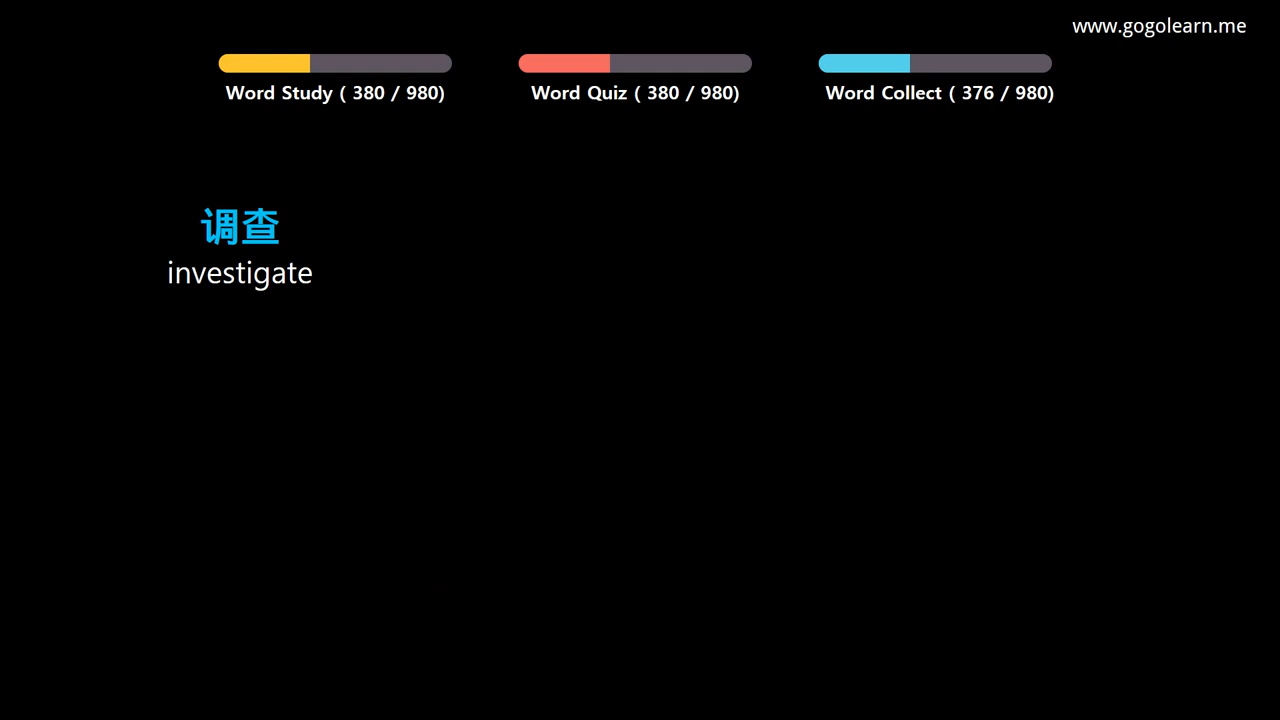 www.gogolearn.me
Word Study ( 380 / 980)
Word Quiz ( 380 / 980)
Word Collect ( 376 / 980)
调查
investigate